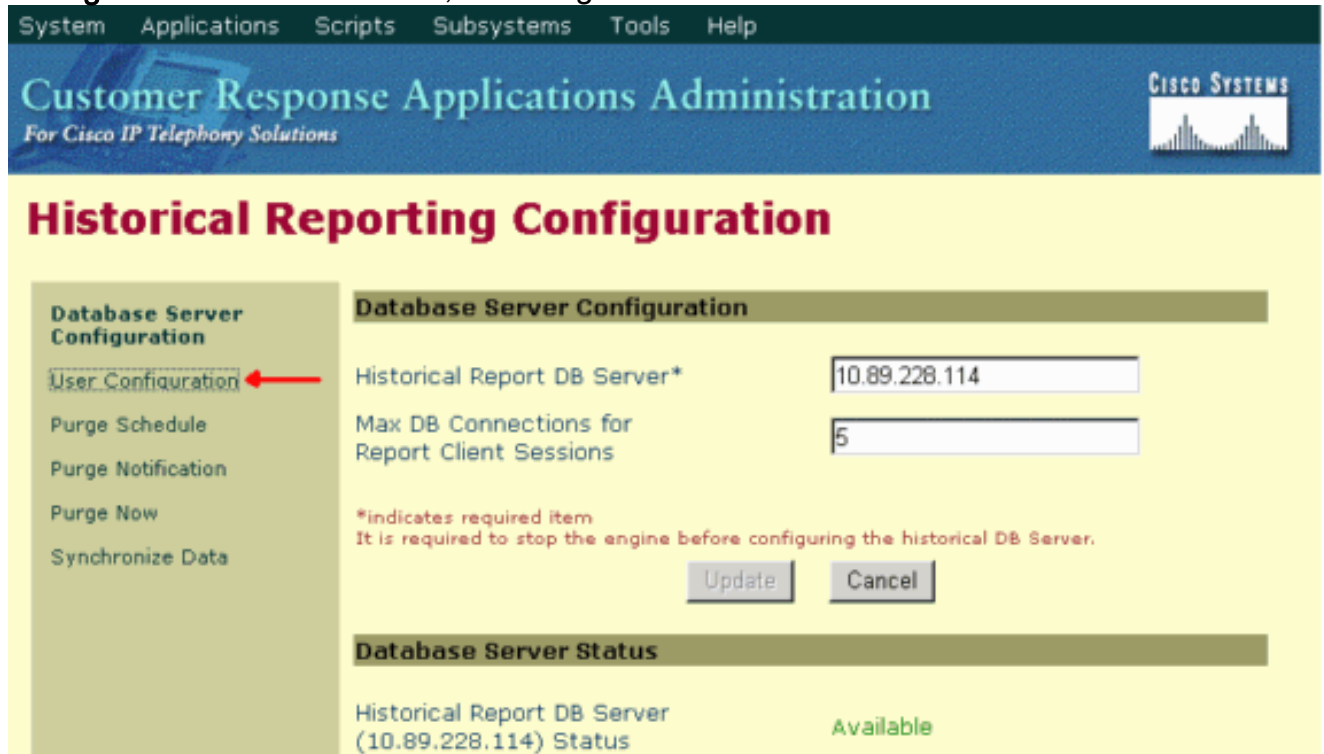 System Applications Scripts Subsystems Tools Help
Customer Response Applications Administration
For Cisco IP Telephony Solutions
CISCO SYSTEMS
Historical Reporting Configuration
Database Server
Configuration
User Configuration
Purge Schedule
Purge Notification
Purge Now
Synchronize Data
Database Server Configuration
Historical Report DB Server* 10.89.228.114
Max DB Connections for
Report Client Sessions 5
*indicates required item
It is required to stop the engine before configuring the historical DB Server.
Update Cancel
Database Server Status
Historical Report DB Server
(10.89.228.114) Status Available